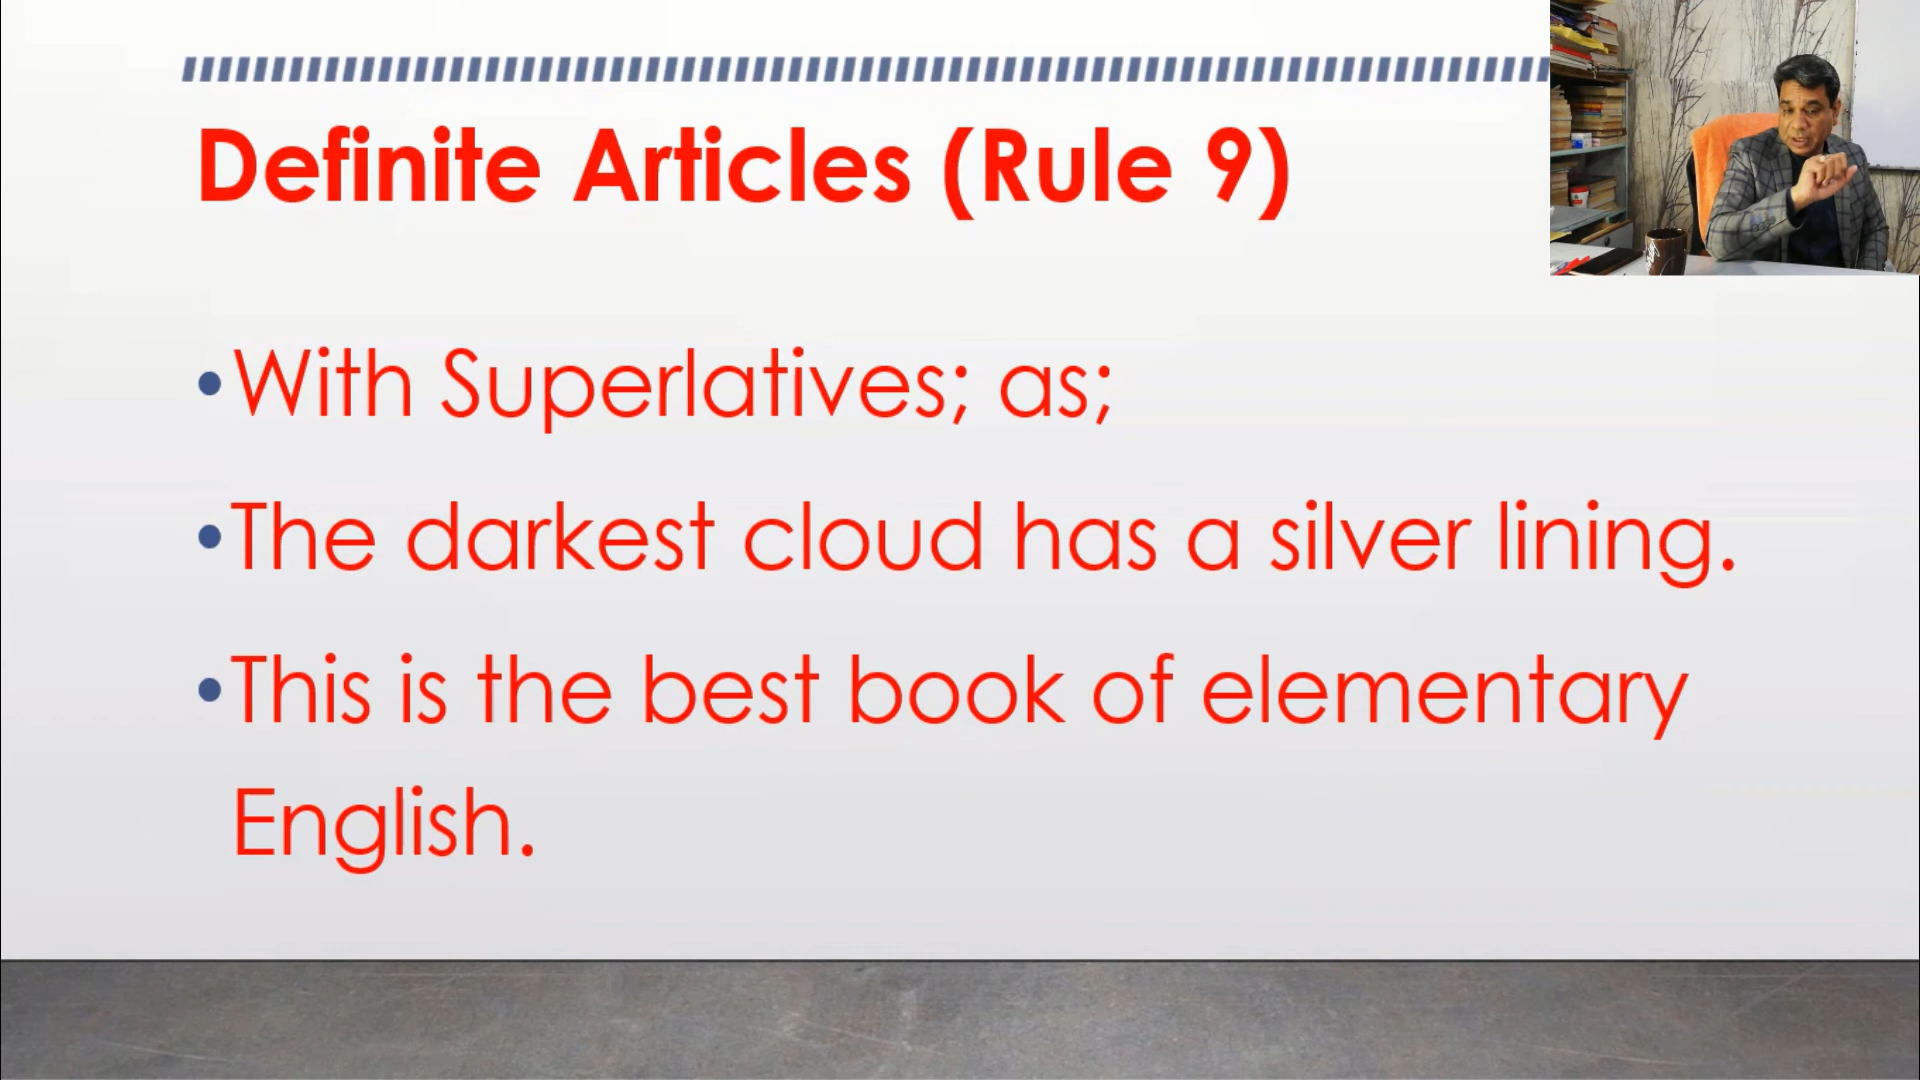 Definite Articles (Rule 9)
•With Superlatives; as;
•The darkest cloud has a silver lining.
•This is the best book of elementary
English.